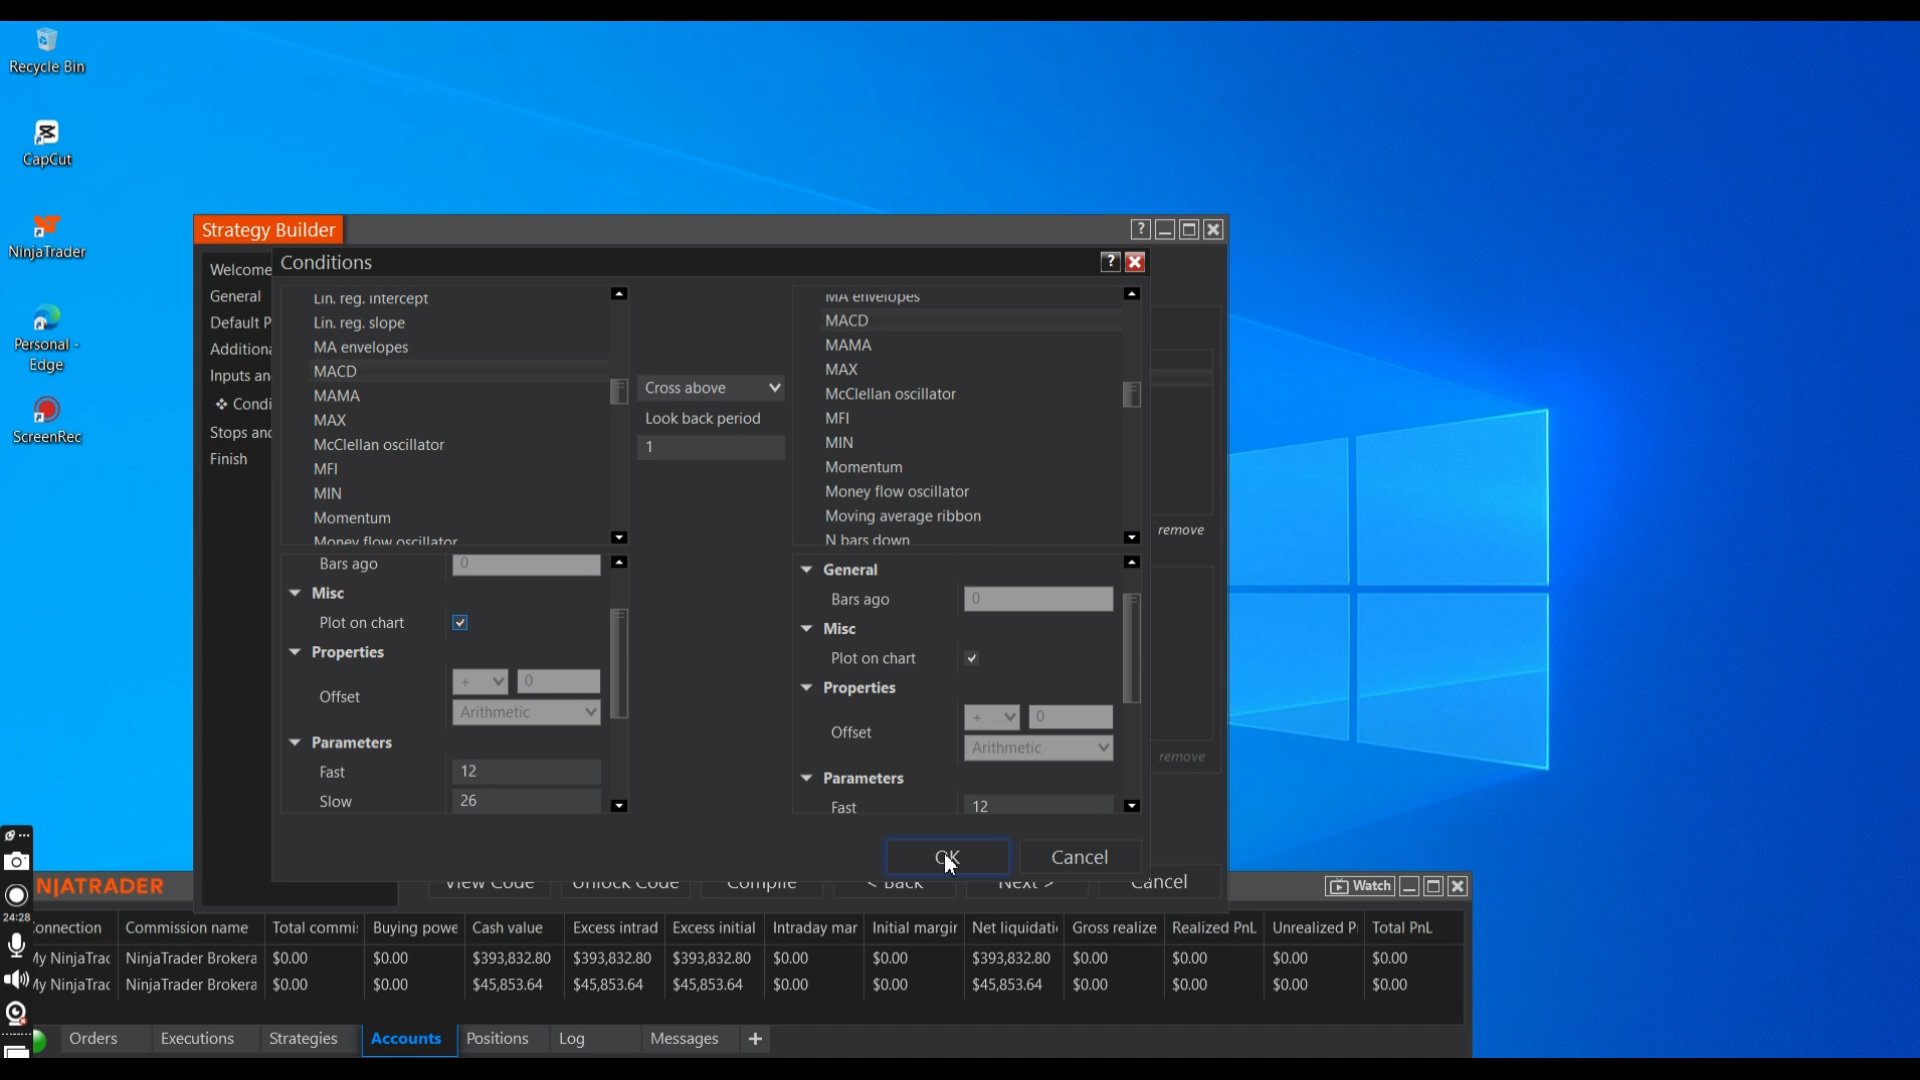 Recycle Bin
CapCut
NinjaTrader
Personal -
Edge
ScreenRec
Strategy Builder
?
Welcome
General
Default P
Additiona
Inputs an
Condi
Stops and
Finish
Conditions
?
Lin. reg. intercept
Lin. reg. slope
MA envelopes
MACD
MAMA
MAX
McClellan oscillator
MFI
MIN
Momentum
Money flow oscillator
Cross above
Look back period
1
MA envelopes
MACD
MAMA
MAX
McClellan oscillator
MFI
MIN
Momentum
Money flow oscillator
Moving average ribbon
N bars down
remove
Bars ago 0
Misc
Plot on chart
Properties
Offset + 0
Arithmetic
Parameters
Fast 12
Slow 26
General
Bars ago 0
Misc
Plot on chart
Properties
Offset + 0
Arithmetic
Parameters
Fast 12
remove
OK Cancel
View Code Unlock Code Compile < Back Next > Cancel
NJATRADER
Watch
24:28
Connection Commission name Total commi: Buying powe Cash value Excess intrad Excess initial Intraday mar Initial margir Net liquidati Gross realize Realized PnL Unrealized P Total PnL
My NinjaTrac NinjaTrader Brokera $0.00 $0.00 $393,832.80 $393,832.80 $393,832.80 $0.00 $0.00 $393,832.80 $0.00 $0.00 $0.00 $0.00
My NinjaTrac NinjaTrader Brokera $0.00 $0.00 $45,853.64 $45,853.64 $45,853.64 $0.00 $0.00 $45,853.64 $0.00 $0.00 $0.00 $0.00
Orders Executions Strategies Accounts Positions Log Messages +